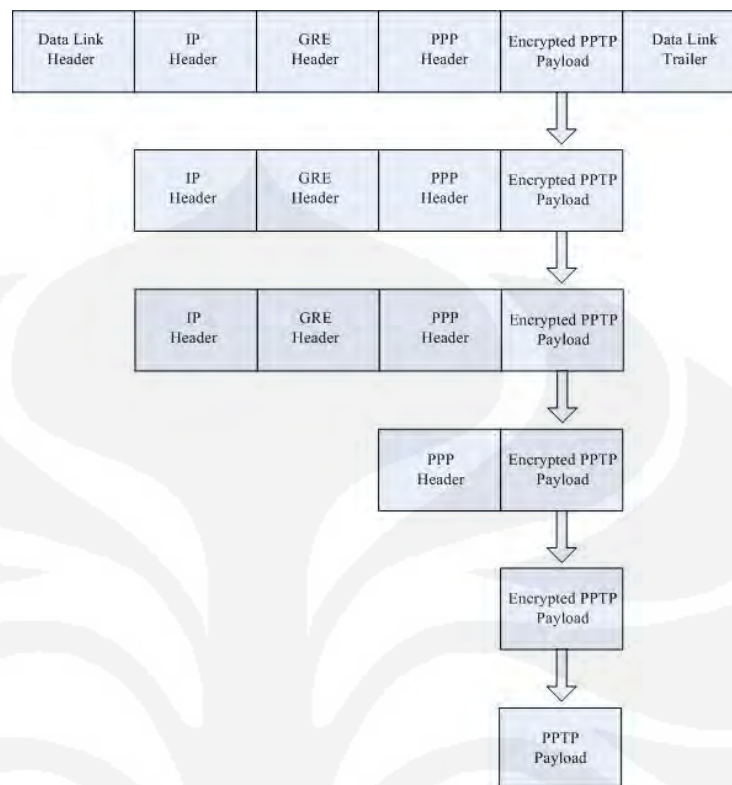 Data Link
Header
IP
Header
GRE
Header
PPP
Header
Encrypted PPTP
Payload
Data Link
Trailer
IP
Header
GRE
Header
PPP
Header
Encrypted PPTP
Payload
IP
Header
GRE
Header
PPP
Header
Encrypted PPTP
Payload
PPP
Header
Encrypted PPTP
Payload
Encrypted PPTP
Payload
PPTP
Payload